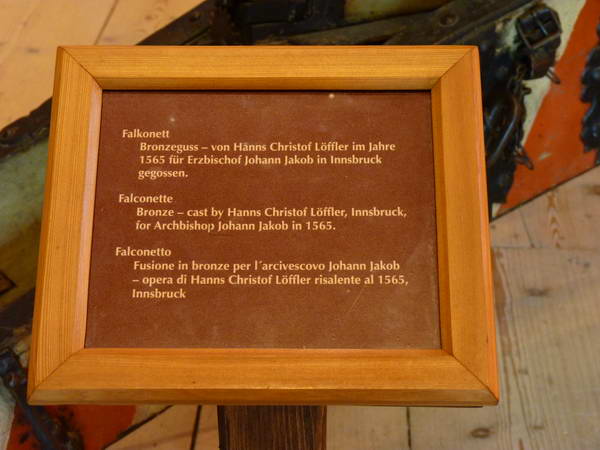 Falkonett
Bronzeguss – von Hanns Christof Löffler im Jahre
1565 für Erzbischof Johann Jakob in Innsbruck
gegossen.
Falconette
Bronze – cast by Hanns Christof Löffler, Innsbruck,
for Archbishop Johann Jakob in 1565.
Falconetto
Fusione in bronze per l´arcivescovo Johann Jakob
– opera di Hanns Christof Löffler risalente al 1565,
Innsbruck